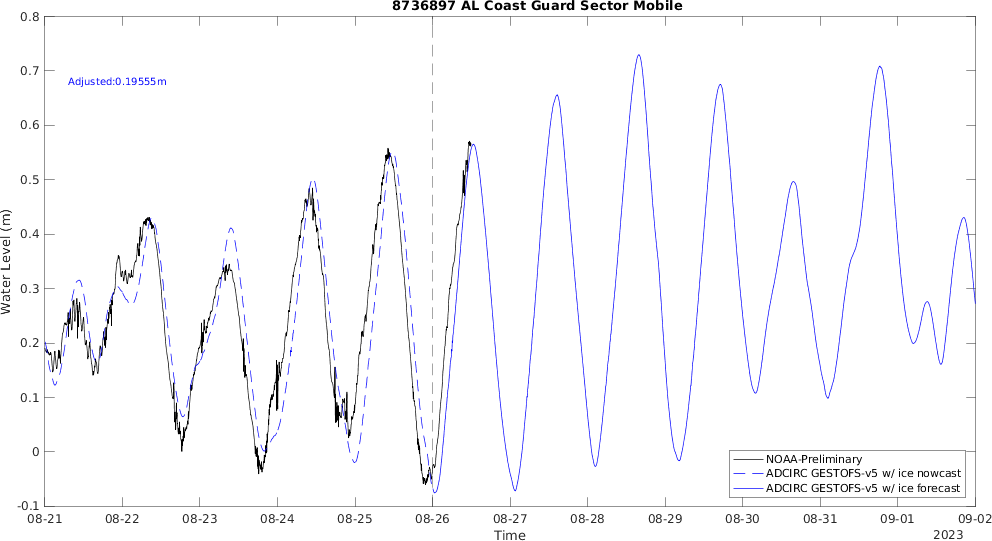 8736897 AL Coast Guard Sector Mobile
0.8
0.7
0.6
0.5
0.4
0.3
0.2
0.1
0
-0.1
Water Level (m)
Adjusted:0.19555m
NOAA-Preliminary
ADCIRC GESTOFS-v5 w/ ice nowcast
ADCIRC GESTOFS-v5 w/ ice forecast
08-21 08-22 08-23 08-24 08-25 08-26 08-27 08-28 08-29 08-30 08-31 09-01 09-02
Time
2023